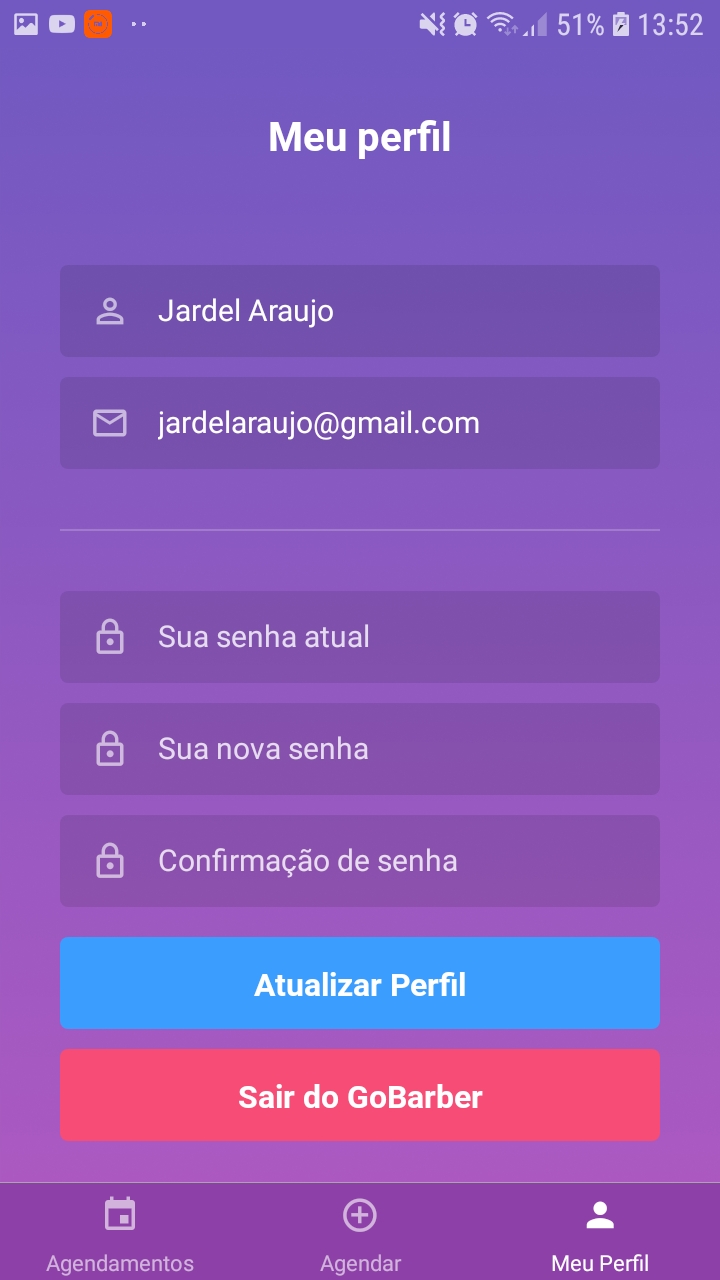 51% 13:52
Meu perfil
Jardel Araujo
jardelaraujo@gmail.com
Sua senha atual
Sua nova senha
Confirmação de senha
Atualizar Perfil
Sair do GoBarber
Agendamentos Agendar Meu Perfil